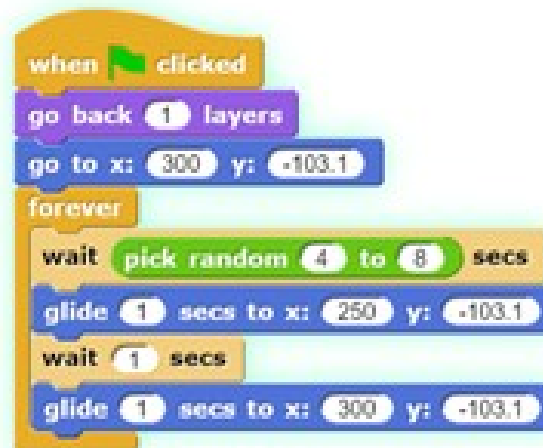 when clicked
go back 1 layers
go to x: 300 y: -103.1
forever
wait pick random 4 to 8 secs
glide 1 secs to x: 250 y: -103.1
wait 1 secs
glide 1 secs to x: 300 y: -103.1